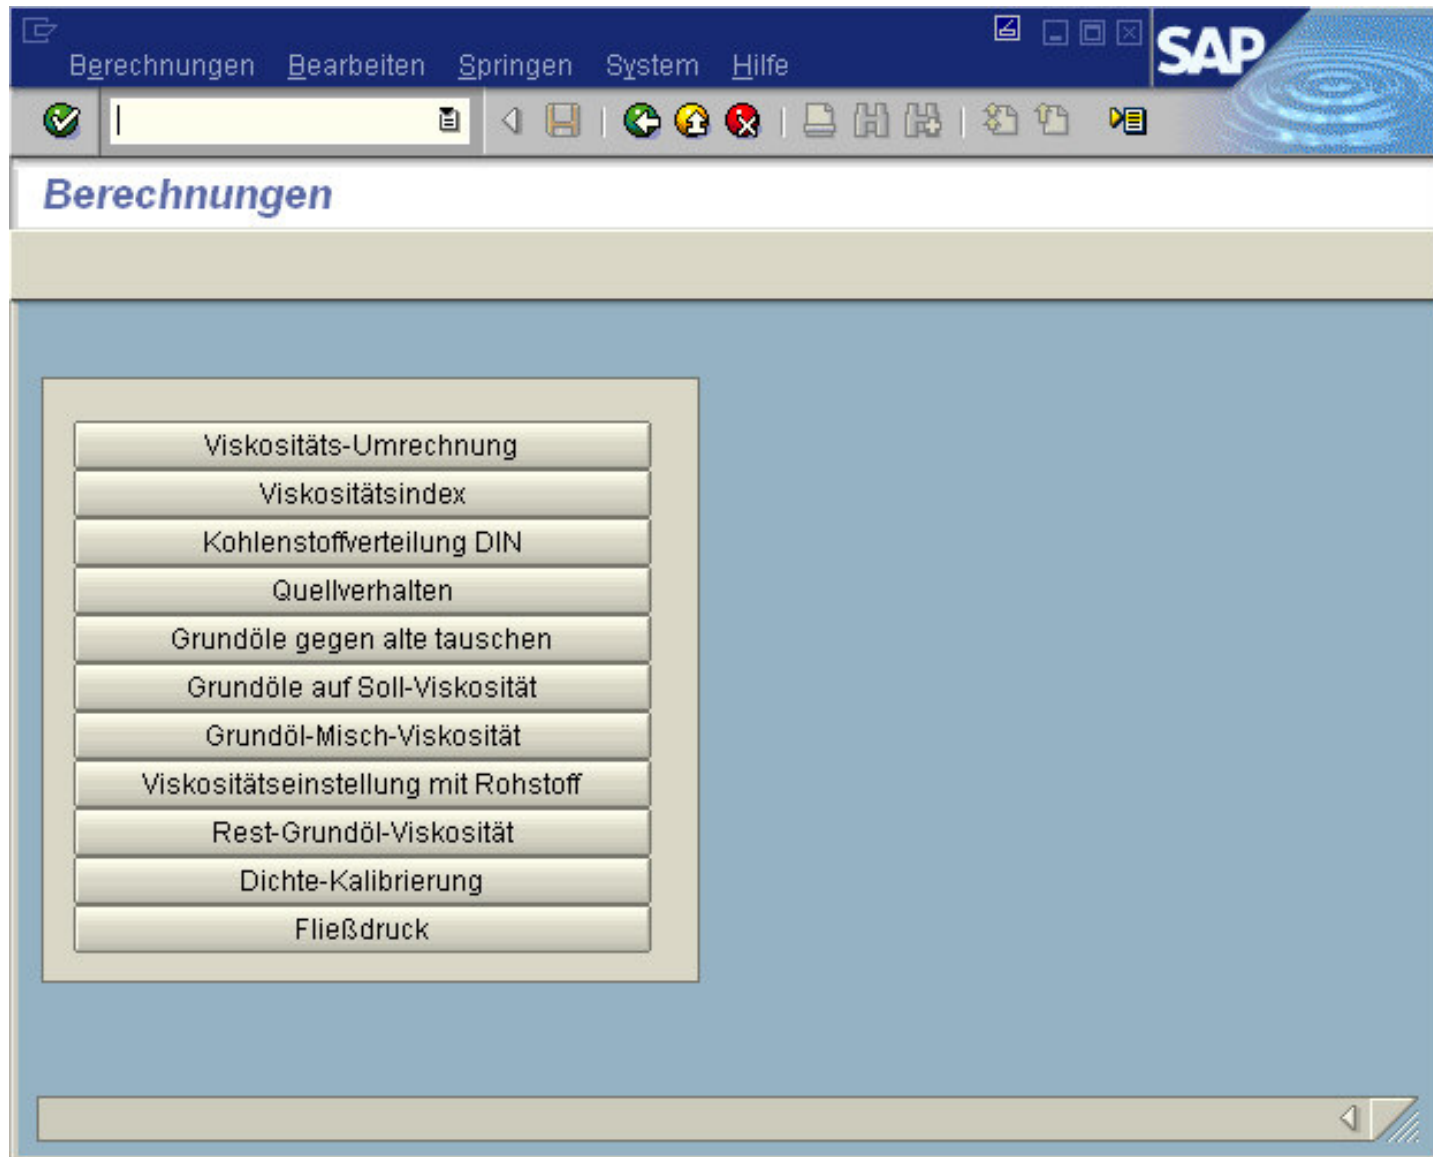 Berechnungen Bearbeiten Springen System Hilfe
SAP
Berechnungen
Viskositäts-Umrechnung
Viskositätsindex
Kohlenstoffverteilung DIN
Quellverhalten
Grundöle gegen alte tauschen
Grundöle auf Soll-Viskosität
Grundöl-Misch-Viskosität
Viskositätseinstellung mit Rohstoff
Rest-Grundöl-Viskosität
Dichte-Kalibrierung
Fließdruck